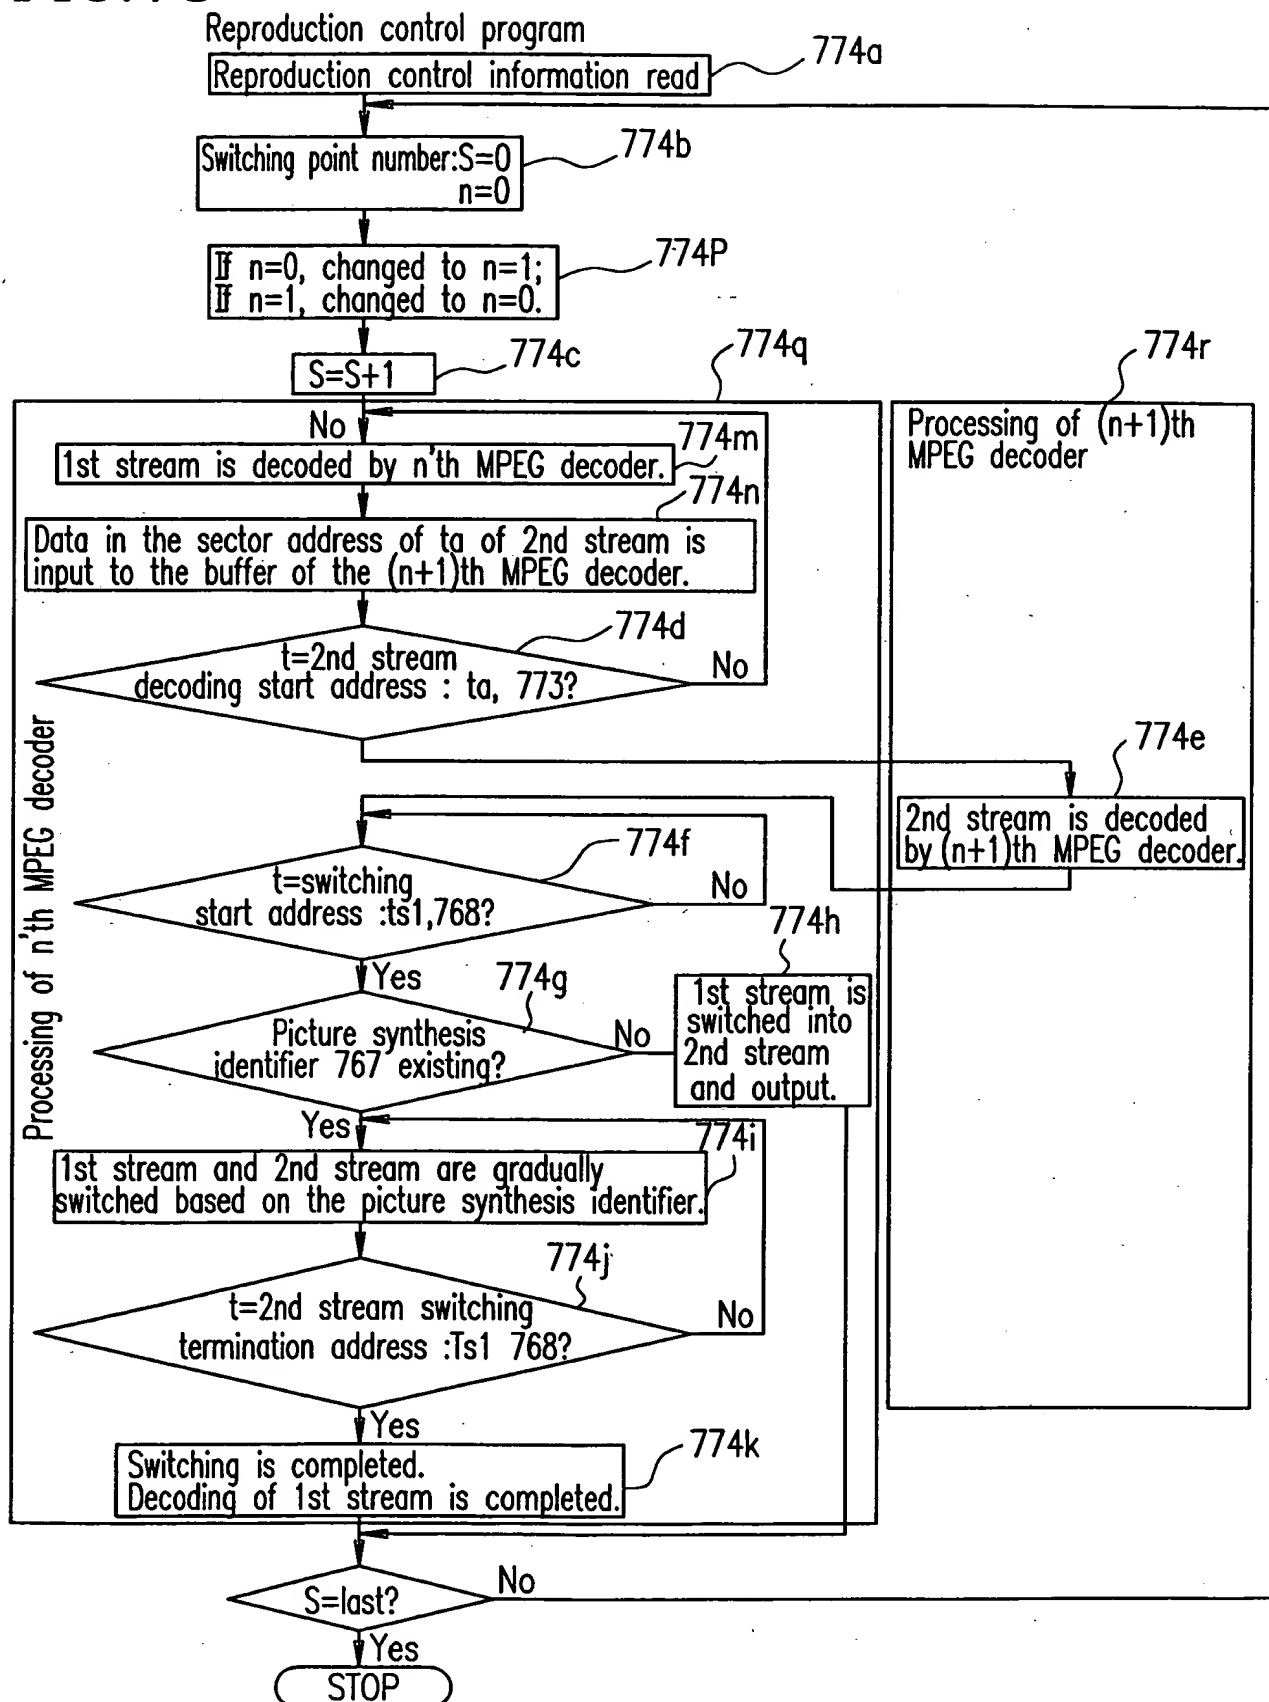 Reproduction control program
Reproduction control information read
774a
Switching point number:S=0
n=0
774b
If n=0, changed to n=1;
If n=1, changed to n=0.
774P
S=S+1
774c
774q
774r
Processing of (n+1)th
MPEG decoder
No
774m
1st stream is decoded by n'th MPEG decoder.
774n
Data in the sector address of ta of 2nd stream is
input to the buffer of the (n+1)th MPEG decoder.
774d
t=2nd stream
decoding start address : ta, 773?
No
774e
2nd stream is decoded
by (n+1)th MPEG decoder.
Processing of n'th MPEG decoder
774f
t=switching
start address :ts1,768?
No
Yes
774g
774h
Picture synthesis
identifier 767 existing?
No
1st stream is
switched into
2nd stream
and output.
Yes
774i
1st stream and 2nd stream are gradually
switched based on the picture synthesis identifier.
774j
t=2nd stream switching
termination address :Ts1 768?
No
Yes
774k
Switching is completed.
Decoding of 1st stream is completed.
S=last?
No
Yes
STOP